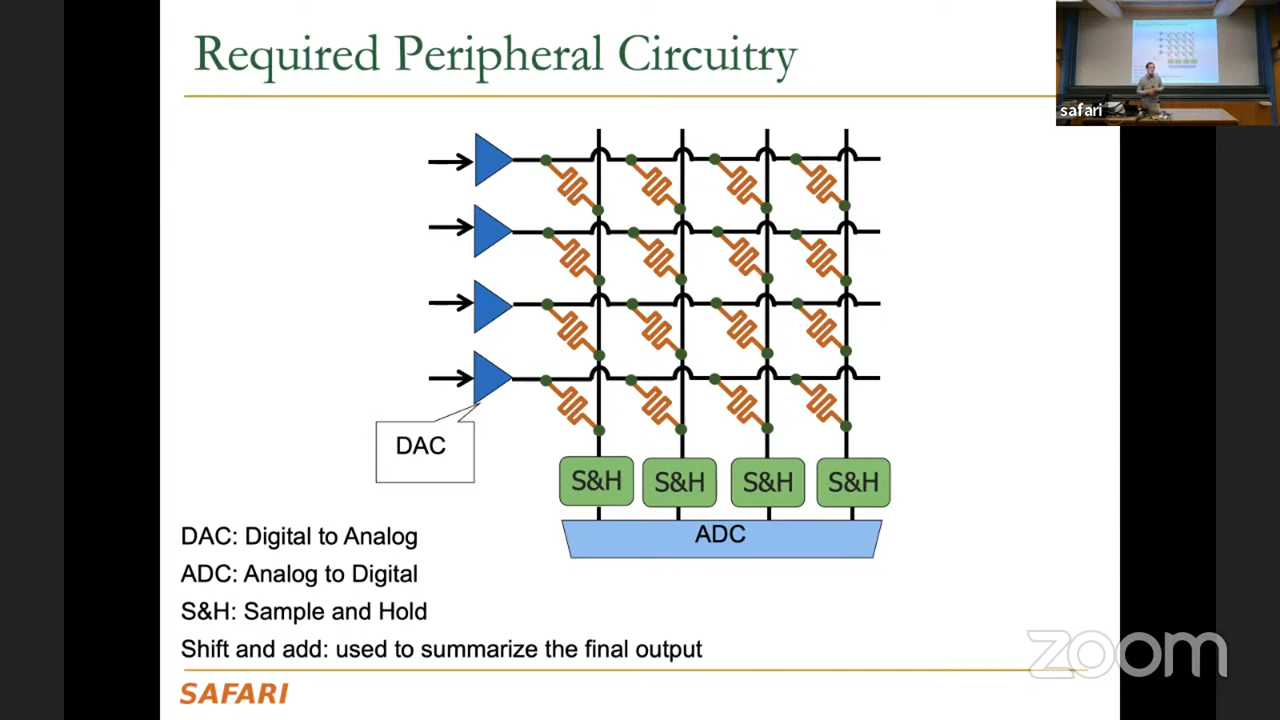 Required Peripheral Circuitry
safari
DAC
S&H S&H S&H S&H
ADC
DAC: Digital to Analog
ADC: Analog to Digital
S&H: Sample and Hold
Shift and add: used to summarize the final output
SAFARI
zoom